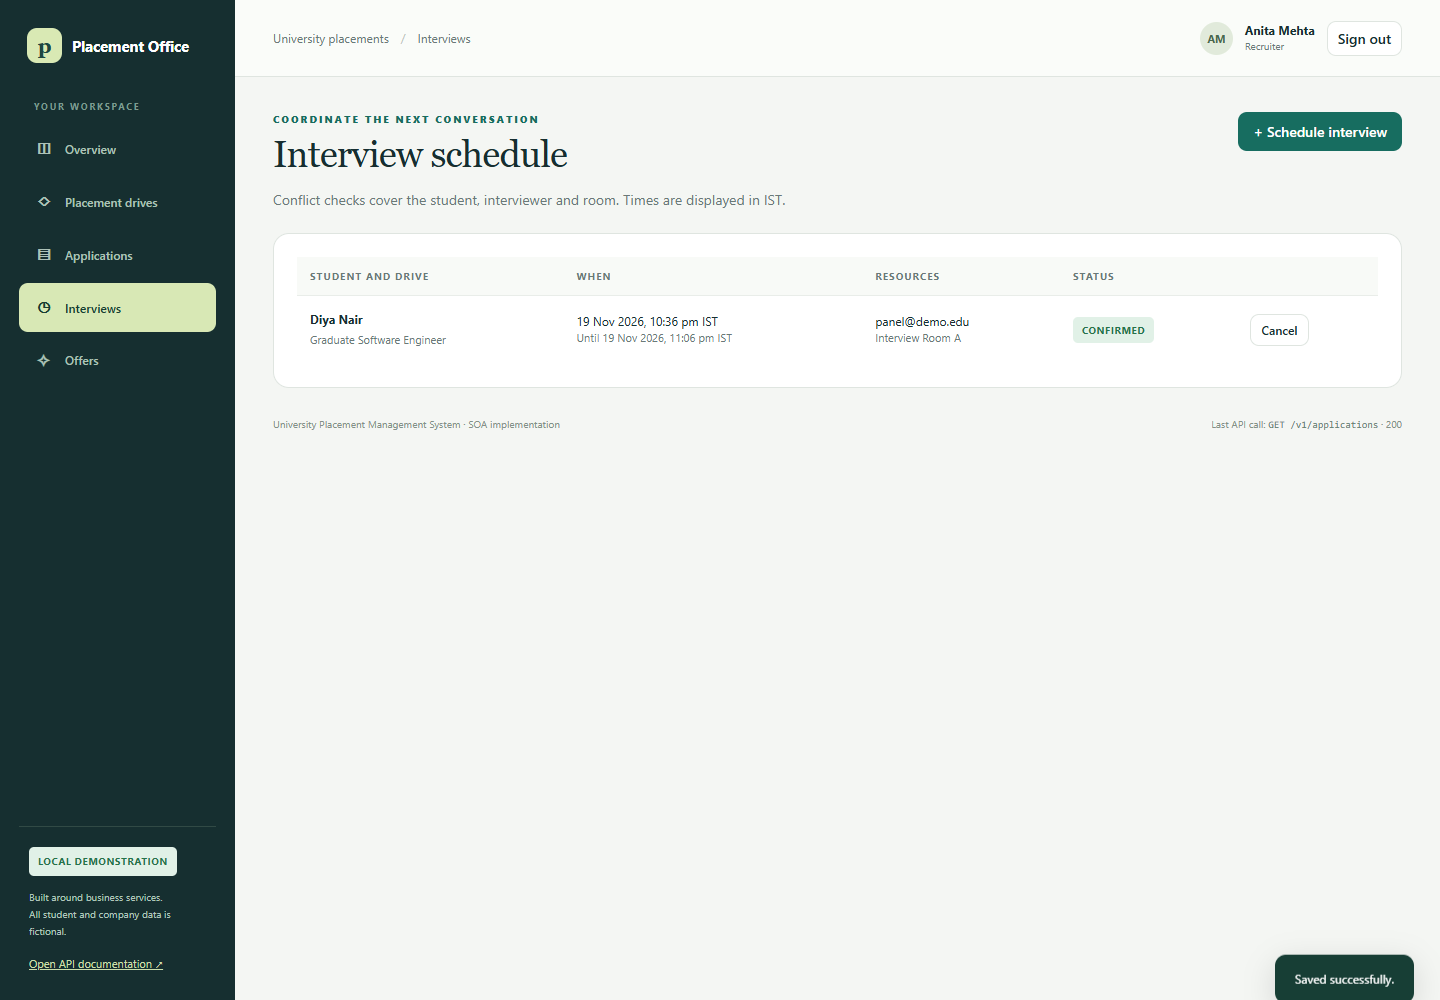 p
Placement Office
YOUR WORKSPACE
Overview
Placement drives
Applications
Interviews
Offers
LOCAL DEMONSTRATION
Built around business services.
All student and company data is
fictional.
Open API documentation ↗
University placements / Interviews
AM
Anita Mehta
Recruiter
Sign out
COORDINATE THE NEXT CONVERSATION
Interview schedule
Conflict checks cover the student, interviewer and room. Times are displayed in IST.
+ Schedule interview
STUDENT AND DRIVE WHEN RESOURCES STATUS
Diya Nair
Graduate Software Engineer
19 Nov 2026, 10:36 pm IST
Until 19 Nov 2026, 11:06 pm IST
panel@demo.edu
Interview Room A
CONFIRMED
Cancel
University Placement Management System · SOA implementation
Last API call: GET /v1/applications · 200
Saved successfully.